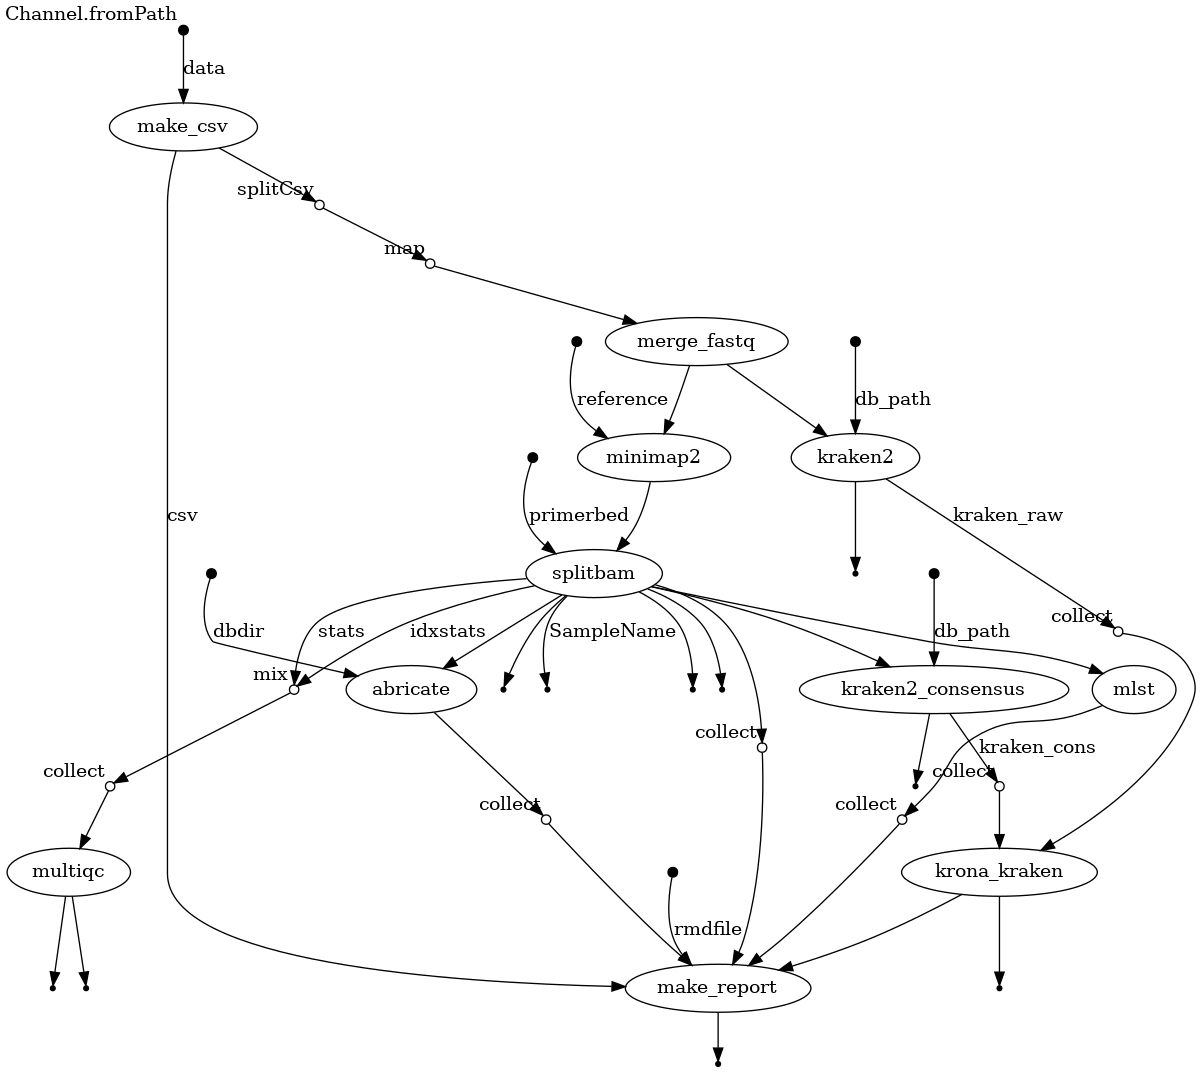 Channel.fromPath
data
make_csv
splitCsv
map
merge_fastq
reference
db_path
minimap2
kraken2
csv
primerbed
kraken_raw
splitbam
dbdir
stats
idxstats
SampleName
db_path
collect
mix
abricate
kraken2_consensus
mlst
collect
kraken_cons
collect
collect
collect
collect
multiqc
krona_kraken
rmdfile
make_report